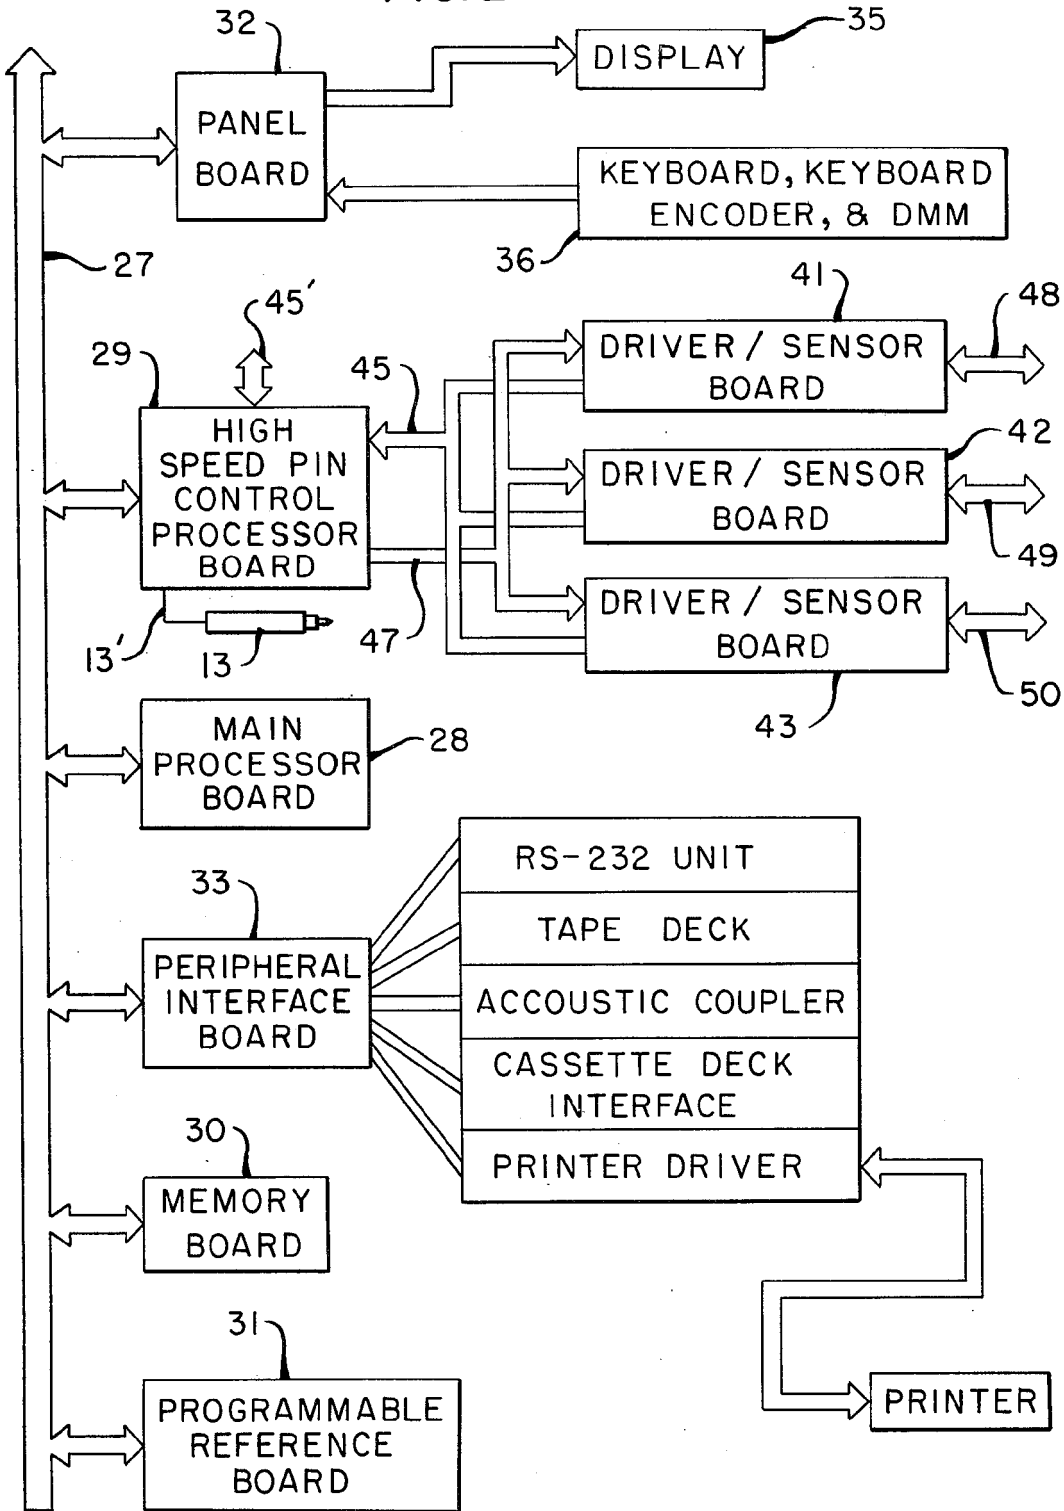 32
35
DISPLAY
PANEL
BOARD
KEYBOARD, KEYBOARD
ENCODER, & DMM
36
27
45'
41
48
29
45
DRIVER / SENSOR
BOARD
HIGH
SPEED PIN
CONTROL
PROCESSOR
BOARD
42
DRIVER / SENSOR
BOARD
49
DRIVER / SENSOR
BOARD
13'
13
47
50
43
MAIN
PROCESSOR
BOARD
28
33
RS-232 UNIT
TAPE DECK
PERIPHERAL
INTERFACE
BOARD
ACCOUSTIC COUPLER
CASSETTE DECK
INTERFACE
PRINTER DRIVER
30
MEMORY
BOARD
31
PROGRAMMABLE
REFERENCE
BOARD
PRINTER